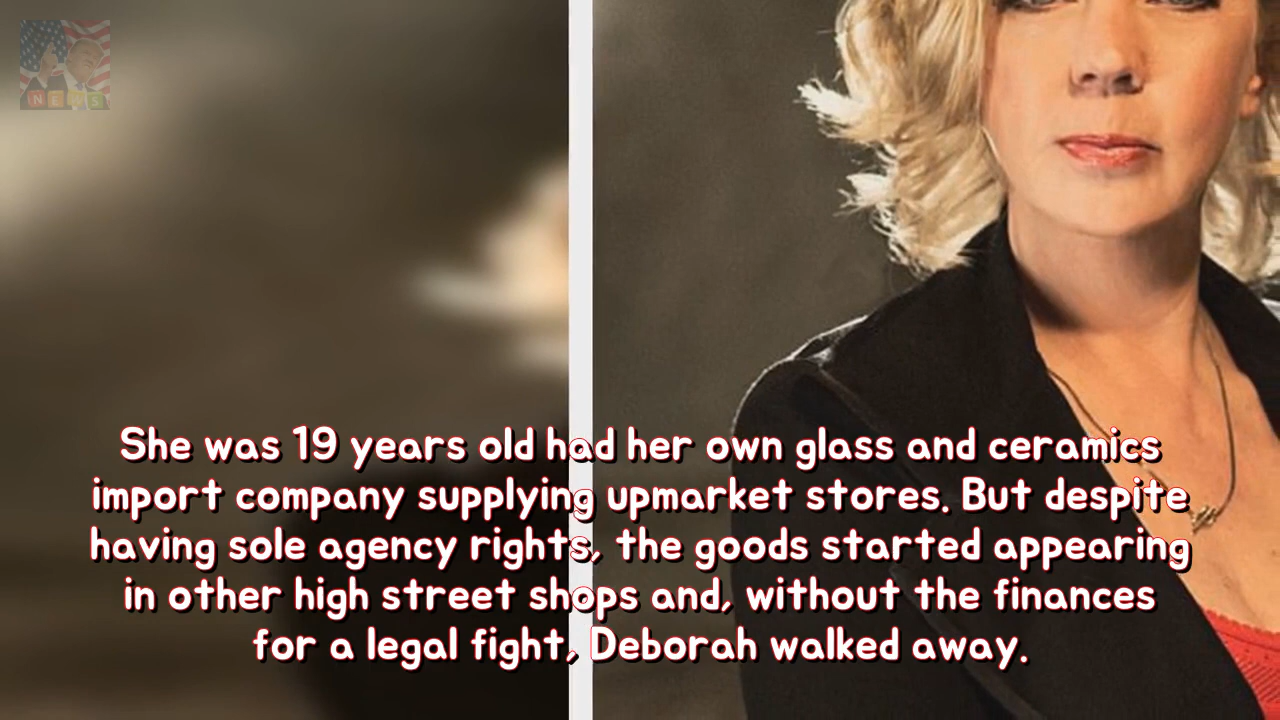 NEWS
She was 19 years old had her own glass and ceramics
import company supplying upmarket stores. But despite
having sole agency rights, the goods started appearing
in other high street shops and, without the finances
for a legal fight, Deborah walked away.